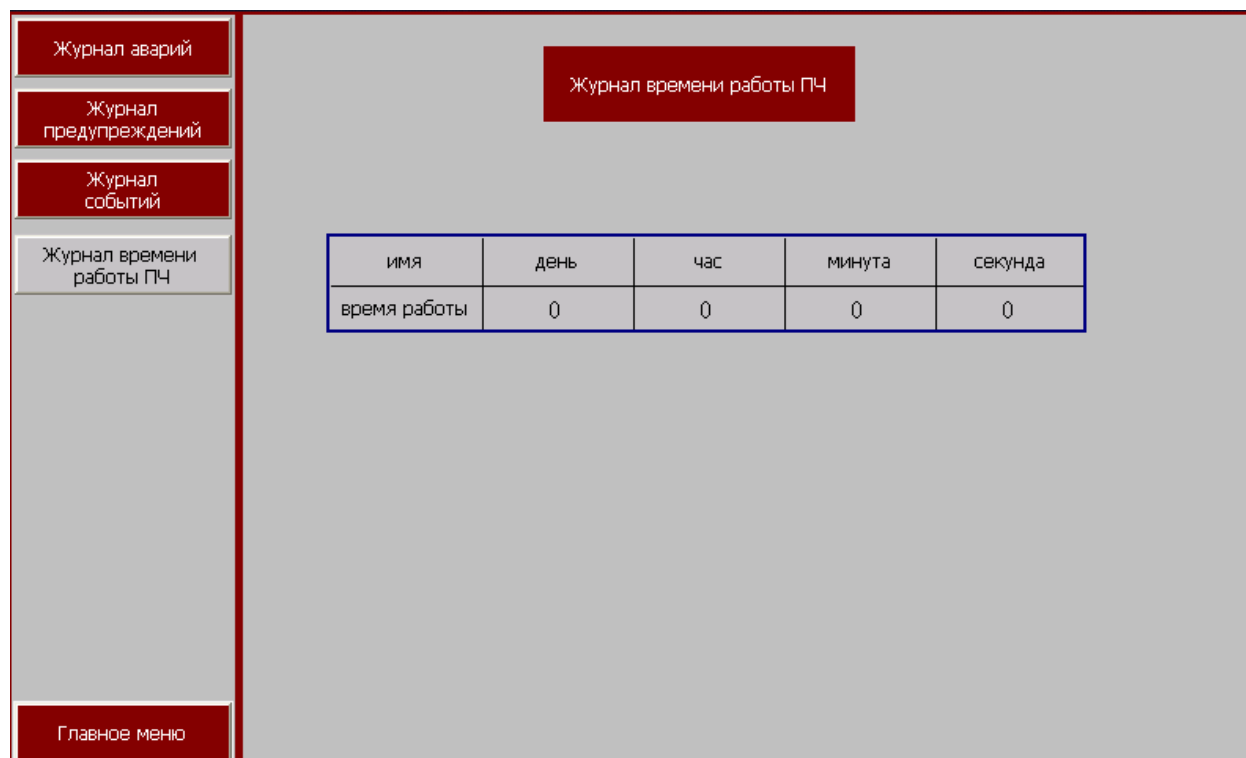 Журнал аварий
Журнал
предупреждений
Журнал
событий
Журнал времени
работы ПЧ
Главное меню
Журнал времени работы ПЧ
имя день час минута секунда
время работы 0 0 0 0